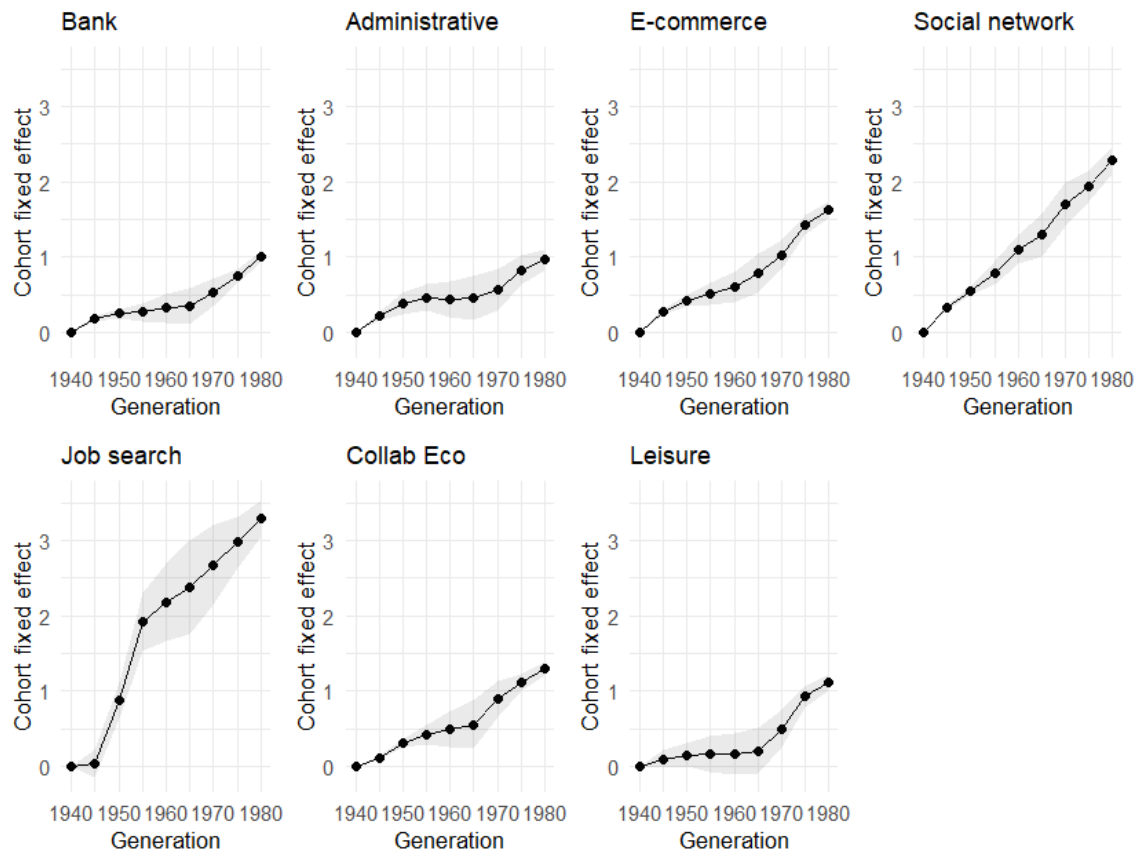 Bank
Administrative
E-commerce
Social network
Cohort fixed effect
3
2
1
0
1940 1950 1960 1970 1980
Generation
Cohort fixed effect
3
2
1
0
1940 1950 1960 1970 1980
Generation
Cohort fixed effect
3
2
1
0
1940 1950 1960 1970 1980
Generation
Cohort fixed effect
3
2
1
0
1940 1950 1960 1970 1980
Generation
Job search
Collab Eco
Leisure
Cohort fixed effect
3
2
1
0
1940 1950 1960 1970 1980
Generation
Cohort fixed effect
3
2
1
0
1940 1950 1960 1970 1980
Generation
Cohort fixed effect
3
2
1
0
1940 1950 1960 1970 1980
Generation